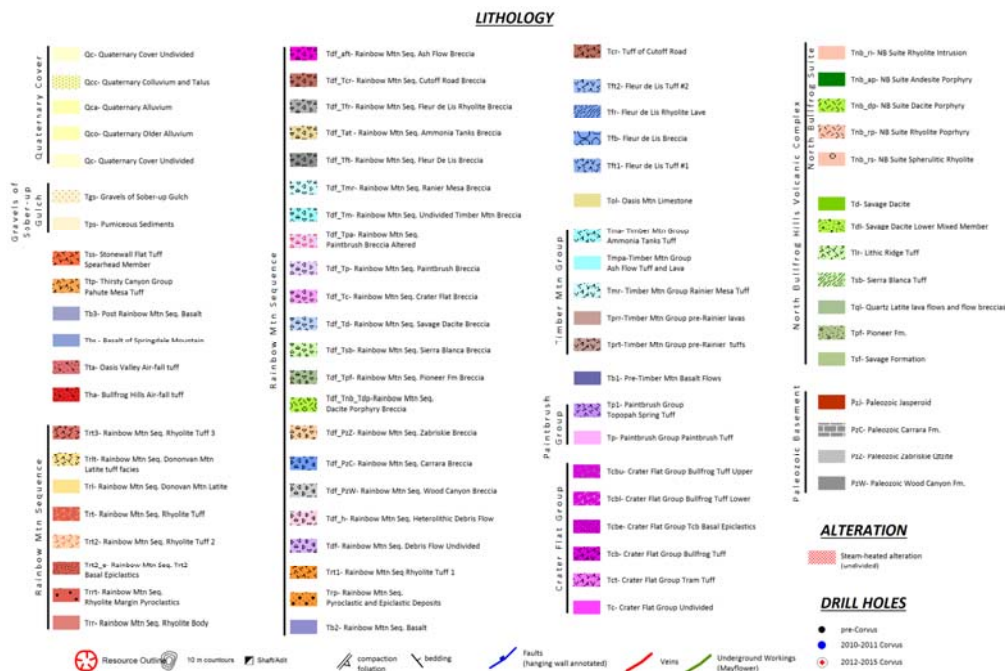 LITHOLOGY
Quaternary Cover
Qc- Quaternary Cover Undivided
Qcc- Quaternary Colluvium and Talus
Qca- Quaternary Alluvium
Qco- Quaternary Older Alluvium
Qc- Quaternary Cover Undivided
Gravels of
Sober-up
Gulch
Tgs- Gravels of Sober-up Gulch
Tps- Pumiceous Sediments
Tss- Stonewall Flat Tuff
Spearhead Member
Ttp- Thirsty Canyon Group
Pahute Mesa Tuff
Tb3- Post Rainbow Mtn Seq. Basalt
Basalt of Springdale Mountain
Tta- Oasis Valley Air-fall tuff
Tha- Bullfrog Hills Air-fall tuff
Rainbow Mtn Sequence
Trt3- Rainbow Mtn Seq. Rhyolite Tuff 3
Trlt- Rainbow Mtn Seq. Dononvan Mtn
Latite tuff facies
Trl- Rainbow Mtn Seq. Donovan Mtn Latite
Trt- Rainbow Mtn Seq. Rhyolite Tuff
Trt2- Rainbow Mtn Seq. Rhyolite Tuff 2
Trt2_e- Rainbow Mtn Seq. Trt2
Basal Epiclastics
Trrt- Rainbow Mtn Seq.
Rhyolite Margin Pyroclastics
Trr- Rainbow Mtn Seq. Rhyolite Body
Rainbow Mtn Sequence
Tdf_aft- Rainbow Mtn Seq. Ash Flow Breccia
Tdf_Tcr- Rainbow Mtn Seq. Cutoff Road Breccia
Tdf_Tfr- Rainbow Mtn Seq. Fleur de Lis Rhyolite Breccia
Tdf_Tat - Rainbow Mtn Seq. Ammonia Tanks Breccia
Tdf_Tft- Rainbow Mtn Seq. Fleur De Lis Breccia
Tdf_Tmr- Rainbow Mtn Seq. Ranier Mesa Breccia
Tdf_Tm- Rainbow Mtn Seq. Undivided Timber Mtn Breccia
Tdf_Tpa- Rainbow Mtn Seq.
Paintbrush Breccia Altered
Tdf_Tp- Rainbow Mtn Seq. Paintbrush Breccia
Tdf_Tc- Rainbow Mtn Seq. Crater Flat Breccia
Tdf_Td- Rainbow Mtn Seq. Savage Dacite Breccia
Tdf_Tsb- Rainbow Mtn Seq. Sierra Blanca Breccia
Tdf_Tpf- Rainbow Mtn Seq. Pioneer Fm Breccia
Tdf_Tnb_Tdp-Rainbow Mtn Seq.
Dacite Porphyry Breccia
Tdf_PzZ- Rainbow Mtn Seq. Zabriskie Breccia
Tdf_PzC- Rainbow Mtn Seq. Carrara Breccia
Tdf_PzW- Rainbow Mtn Seq. Wood Canyon Breccia
Tdf_h- Rainbow Mtn Seq. Heterolithic Debris Flow
Tdf- Rainbow Mtn Seq. Debris Flow Undivided
Trt1- Rainbow Mtn Seq Rhyolite Tuff 1
Trp- Rainbow Mtn Seq.
Pyroclastic and Epiclastic Deposits
Tb2- Rainbow Mtn Seq. Basalt
Tcr- Tuff of Cutoff Road
Tft2- Fleur de Lis Tuff #2
Tfr- Fleur de Lis Rhyolite Lave
Tfb- Fleur de Lis Breccia
Tft1- Fleur de Lis Tuff #1
Tol- Oasis Mtn Limestone
Timber Mtn Group
Tma- Timber Mtn Group
Ammonia Tanks Tuff
Tmpa-Timber Mtn Group
Ash Flow Tuff and Lava
Tmr- Timber Mtn Group Rainier Mesa Tuff
Tprr-Timber Mtn Group pre-Rainier lavas
Tprt-Timber Mtn Group pre-Rainier tuffs
Tb1- Pre-Timber Mtn Basalt Flows
Paintbrush
Group
Tp1- Paintbrush Group
Topopah Spring Tuff
Tp- Paintbrush Group Paintbrush Tuff
Crater Flat Group
Tcbu- Crater Flat Group Bullfrog Tuff Upper
Tcbl- Crater Flat Group Bullfrog Tuff Lower
Tcbe- Crater Flat Group Tcb Basal Epiclastics
Tcb- Crater Flat Group Bullfrog Tuff
Tct- Crater Flat Group Tram Tuff
Tc- Crater Flat Group Undivided
North Bullfrog Hills Volcanic Complex
North Bullfrog Suite
Tnb_ri- NB Suite Rhyolite Intrusion
Tnb_ap- NB Suite Andesite Porphyry
Tnb_dp- NB Suite Dacite Porphyry
Tnb_rp- NB Suite Rhyolite Poprhyry
Tnb_rs- NB Suite Spherulitic Rhyolite
Td- Savage Dacite
Tdl- Savage Dacite Lower Mixed Member
Tlr- Lithic Ridge Tuff
Tsb- Sierra Blanca Tuff
Tql- Quartz Latite lava flows and flow breccias
Tpf- Pioneer Fm.
Tsf- Savage Formation
Paleozoic Basement
PzJ- Paleozoic Jasperoid
PzC- Paleozoic Carrara Fm.
PzZ- Paleozoic Zabriskie Qtzite
PzW- Paleozoic Wood Canyon Fm.
ALTERATION
Steam-heated alteration
(undivided)
DRILL HOLES
pre-Corvus
2010-2011 Corvus
2012-2015 Corvus
Resource Outline
10 m countours
Shaft/Adit
compaction
foliation
bedding
Faults
(hanging wall annotated)
Veins
Underground Workings
(Mayflower)